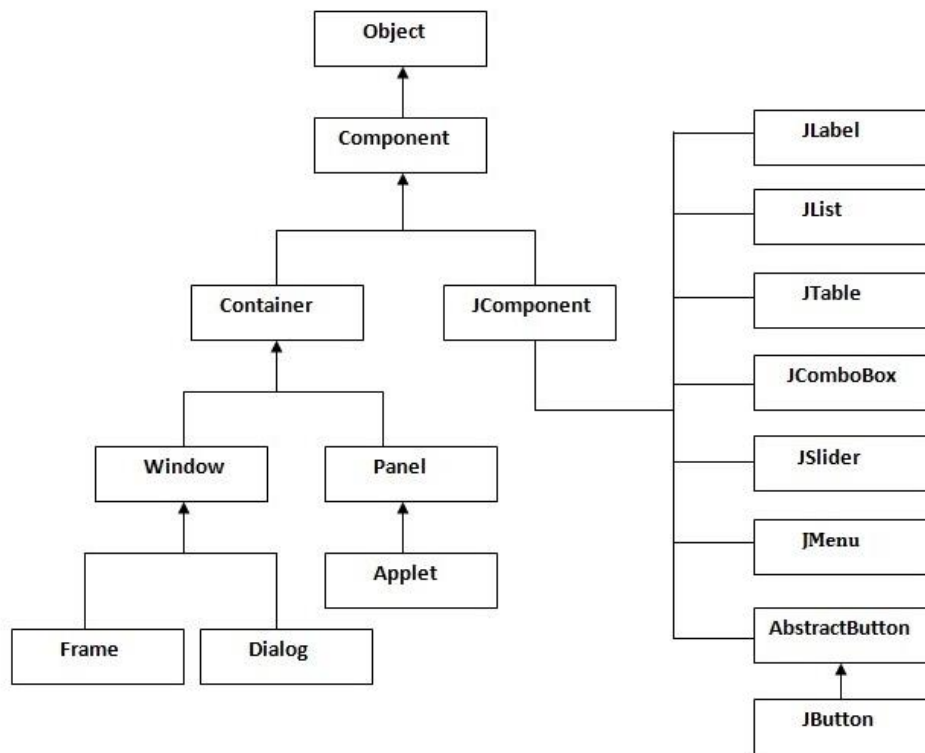 Object
Component
Container
JComponent
Window
Panel
Applet
Frame
Dialog
JLabel
JList
JTable
JComboBox
JSlider
JMenu
AbstractButton
JButton